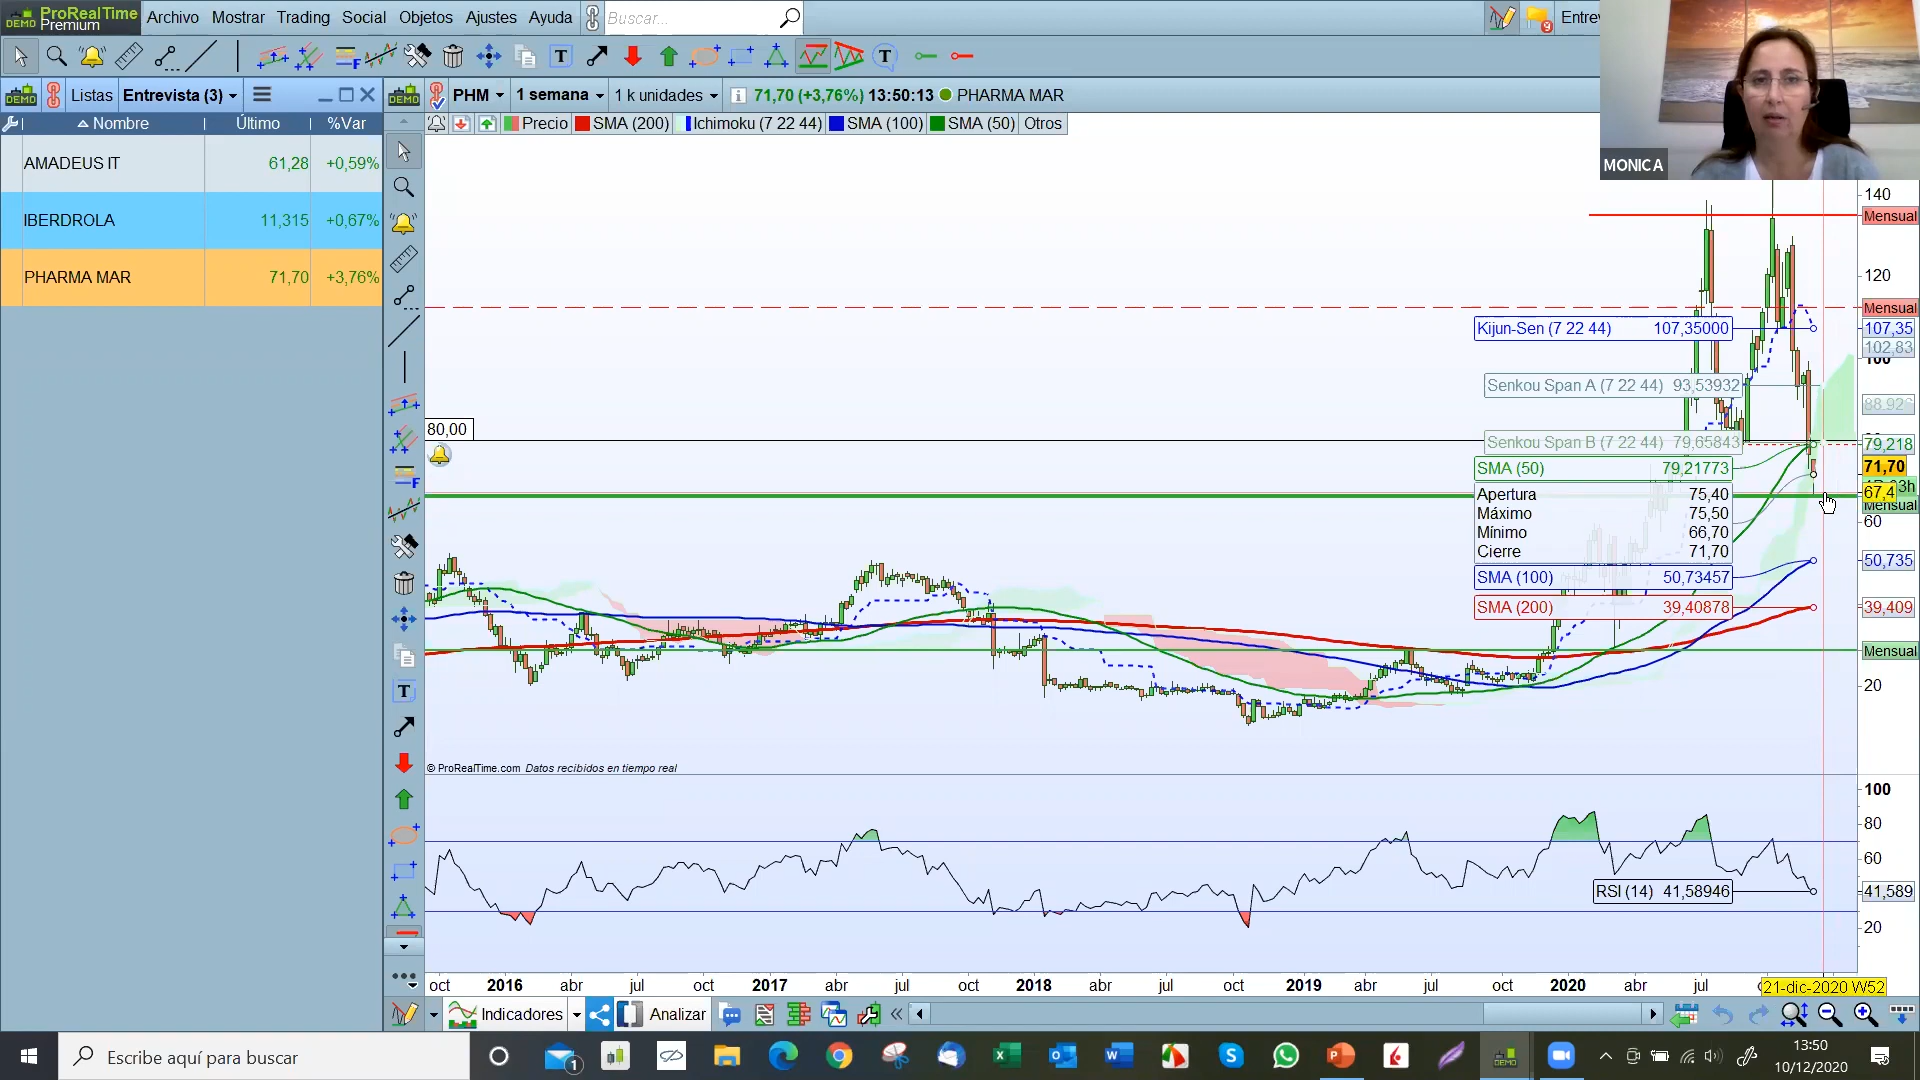 ProRealTime
DEMO Premium
Archivo Mostrar Trading Social Objetos Ajustes Ayuda
Buscar...
9
Entre
MONICA
DEMO Listas Entrevista (3)
Nombre Último %Var
AMADEUS IT 61,28 +0,59%
IBERDROLA 11,315 +0,67%
PHARMA MAR 71,70 +3,76%
DEMO PHM 1 semana 1 k unidades 71,70 (+3,76%) 13:50:13 PHARMA MAR
Precio SMA (200) Ichimoku (7 22 44) SMA (100) SMA (50) Otros
140
Mensual
120
Mensual
Kijun-Sen (7 22 44) 107,35000
107,35
102,83
100
Senkou Span A (7 22 44) 93,53932
88,926
80,00
Senkou Span B (7 22 44) 79,65843
79,218
SMA (50) 79,21773
71,70
Apertura 75,40
Máximo 75,50
Mínimo 66,70
Cierre 71,70
67,4
Mensual
60
SMA (100) 50,73457
50,735
SMA (200) 39,40878
39,409
Mensual
20
© ProRealTime.com Datos recibidos en tiempo real
100
80
60
RSI (14) 41,58946
41,589
20
oct 2016 abr jul oct 2017 abr jul oct 2018 abr jul oct 2019 abr jul oct 2020 abr jul
21-dic-2020 W52
Indicadores Analizar
Escribe aquí para buscar
1
DEMO
13:50
10/12/2020